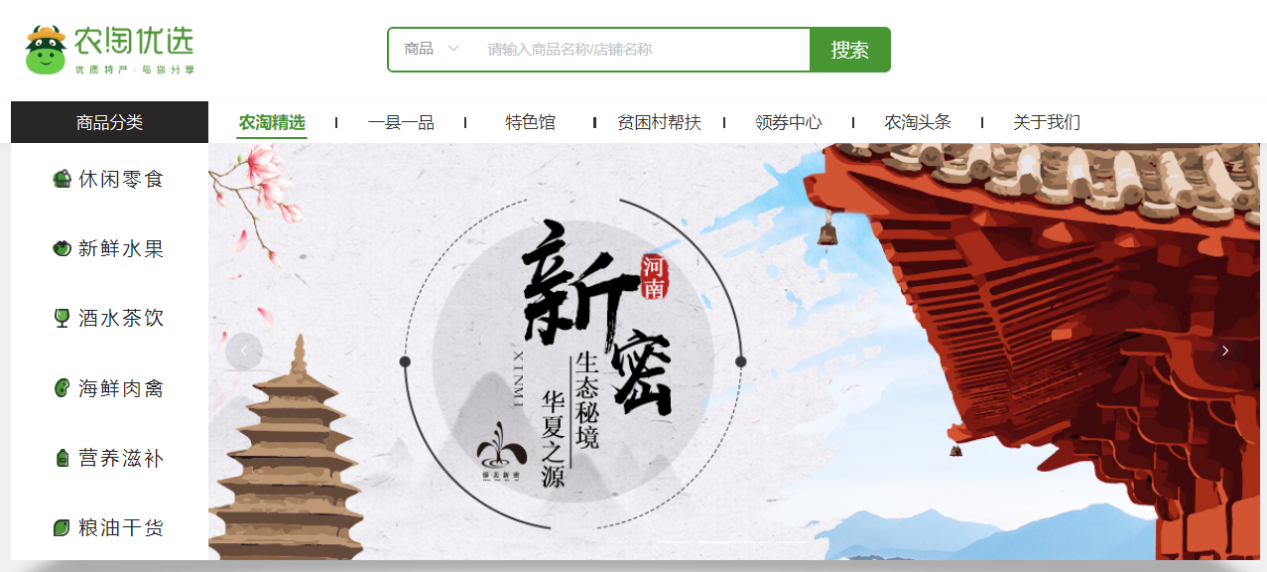 农淘优选
优质特产·与你分享
商品
请输入商品名称/店铺名称
搜索
商品分类
农淘精选
一县一品
特色馆
贫困村帮扶
领券中心
农淘头条
关于我们
休闲零食
新鲜水果
酒水茶饮
海鲜肉禽
营养滋补
粮油干货
新密
河南
XINMI
生态秘境
华夏之源